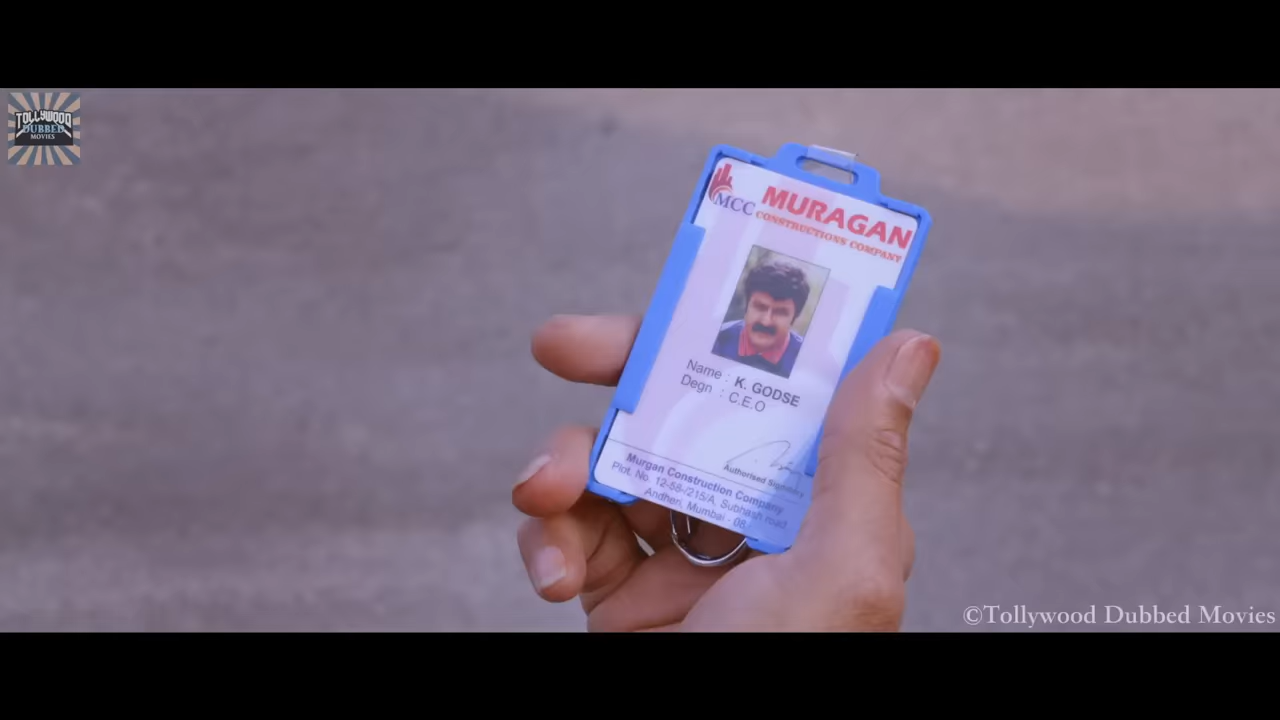 TOLLYWOOD
DUBBED
MOVIES
MCC
MURAGAN
CONSTRUCTIONS COMPANY
Name : K. GODSE
Degn : C.E.O
Authorised Signatory
Murgan Construction Company
Plot. No. 12-58-/215/A, Subhash road
Andheri, Mumbai - 08
©Tollywood Dubbed Movies